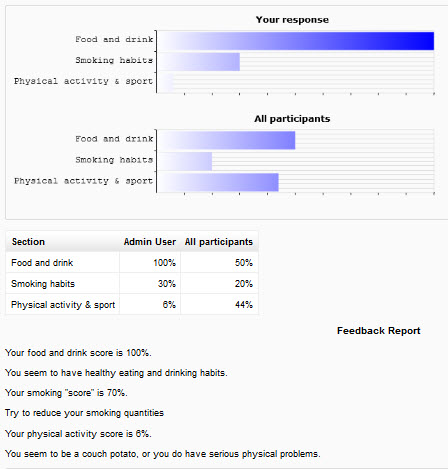 Your response
Food and drink
Smoking habits
Physical activity & sport
All participants
Food and drink
Smoking habits
Physical activity & sport
Section Admin User All participants
Food and drink 100% 50%
Smoking habits 30% 20%
Physical activity & sport 6% 44%
Feedback Report
Your food and drink score is 100%.
You seem to have healthy eating and drinking habits.
Your smoking "score" is 70%.
Try to reduce your smoking quantities
Your physical activity score is 6%.
You seem to be a couch potato, or you do have serious physical problems.